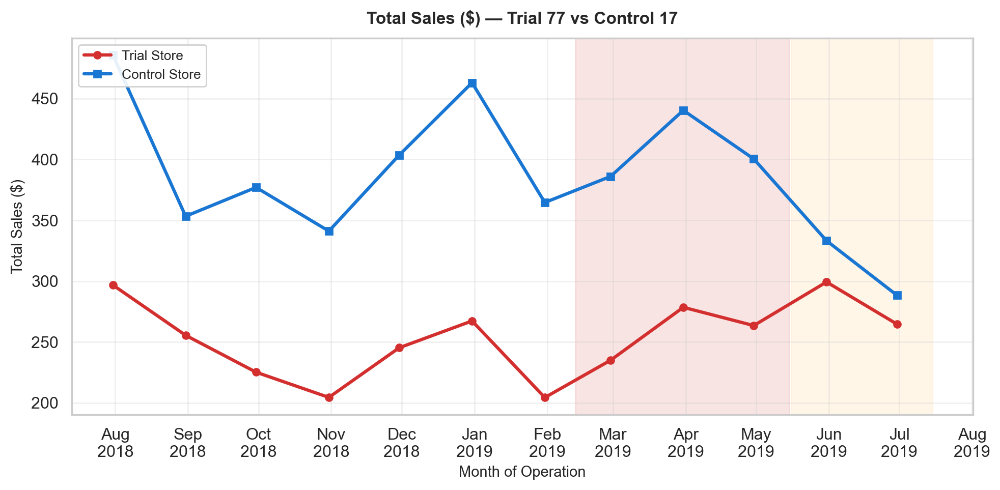 Total Sales ($) — Trial 77 vs Control 17
Trial Store
Control Store
Total Sales ($)
450
400
350
300
250
200
Aug Sep Oct Nov Dec Jan Feb Mar Apr May Jun Jul Aug
2018 2018 2018 2018 2018 2019 2019 2019 2019 2019 2019 2019 2019
Month of Operation